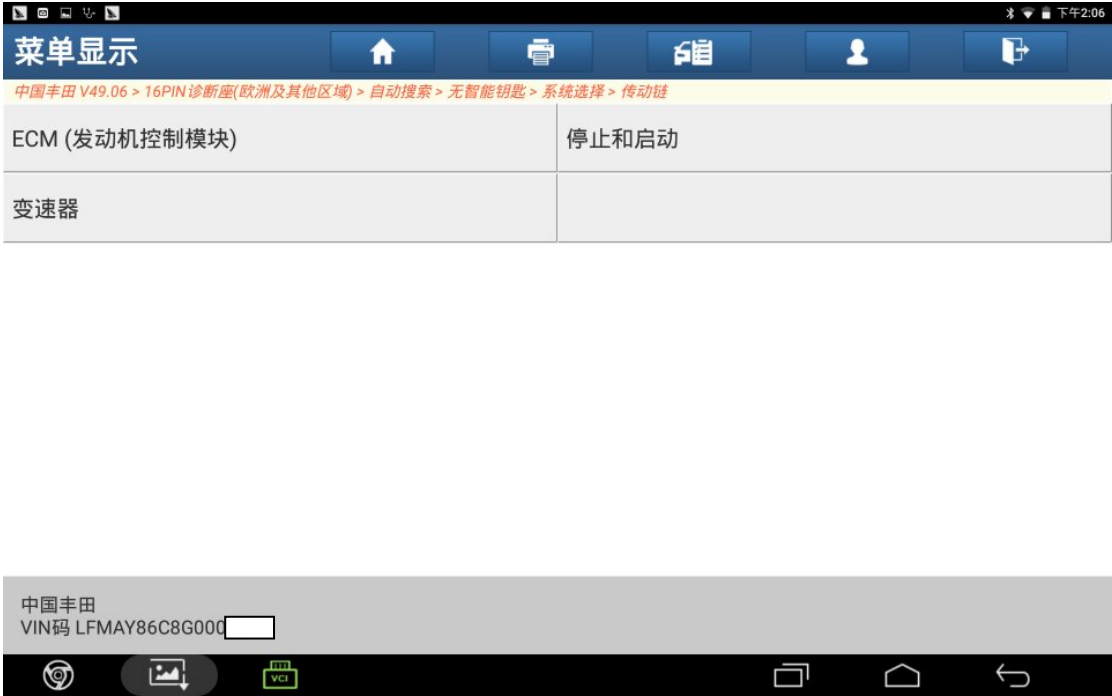 下午2:06
菜单显示
中国丰田 V49.06 > 16PIN诊断座(欧洲及其他区域) > 自动搜索 > 无智能钥匙 > 系统选择 > 传动链
ECM (发动机控制模块)
停止和启动
变速器
中国丰田
VIN码 LFMAY86C8G000
VCI